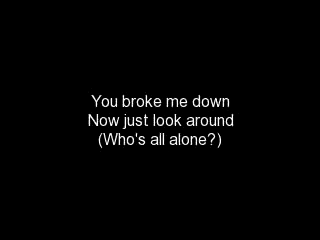 You broke me down
Now just look around
(Who's all alone?)